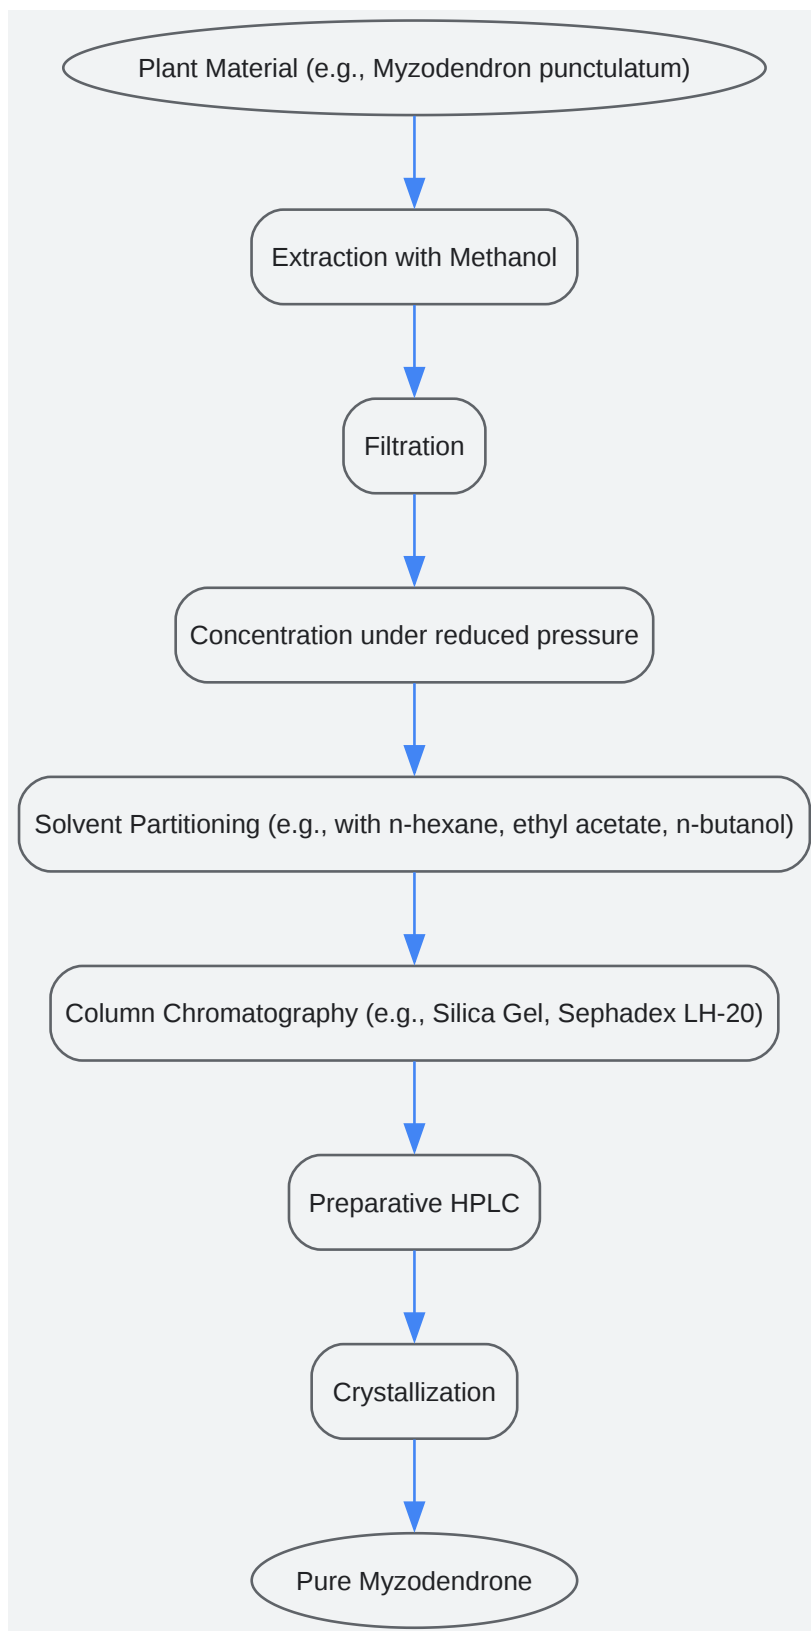 Plant Material (e.g., Myzodendron punctulatum)
Extraction with Methanol
Filtration
Concentration under reduced pressure
Solvent Partitioning (e.g., with n-hexane, ethyl acetate, n-butanol)
Column Chromatography (e.g., Silica Gel, Sephadex LH-20)
Preparative HPLC
Crystallization
Pure Myzodendrone